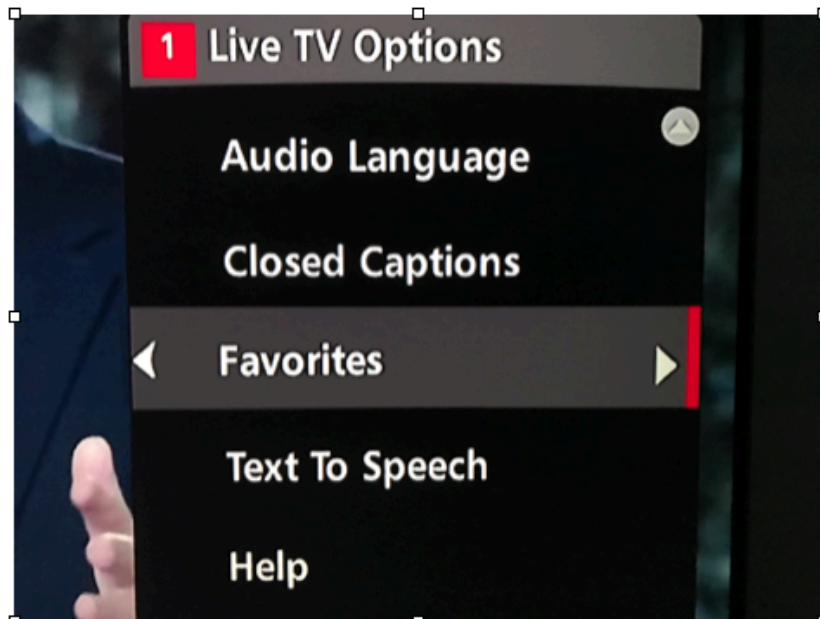 1 Live TV Options
Audio Language
Closed Captions
Favorites
Text To Speech
Help